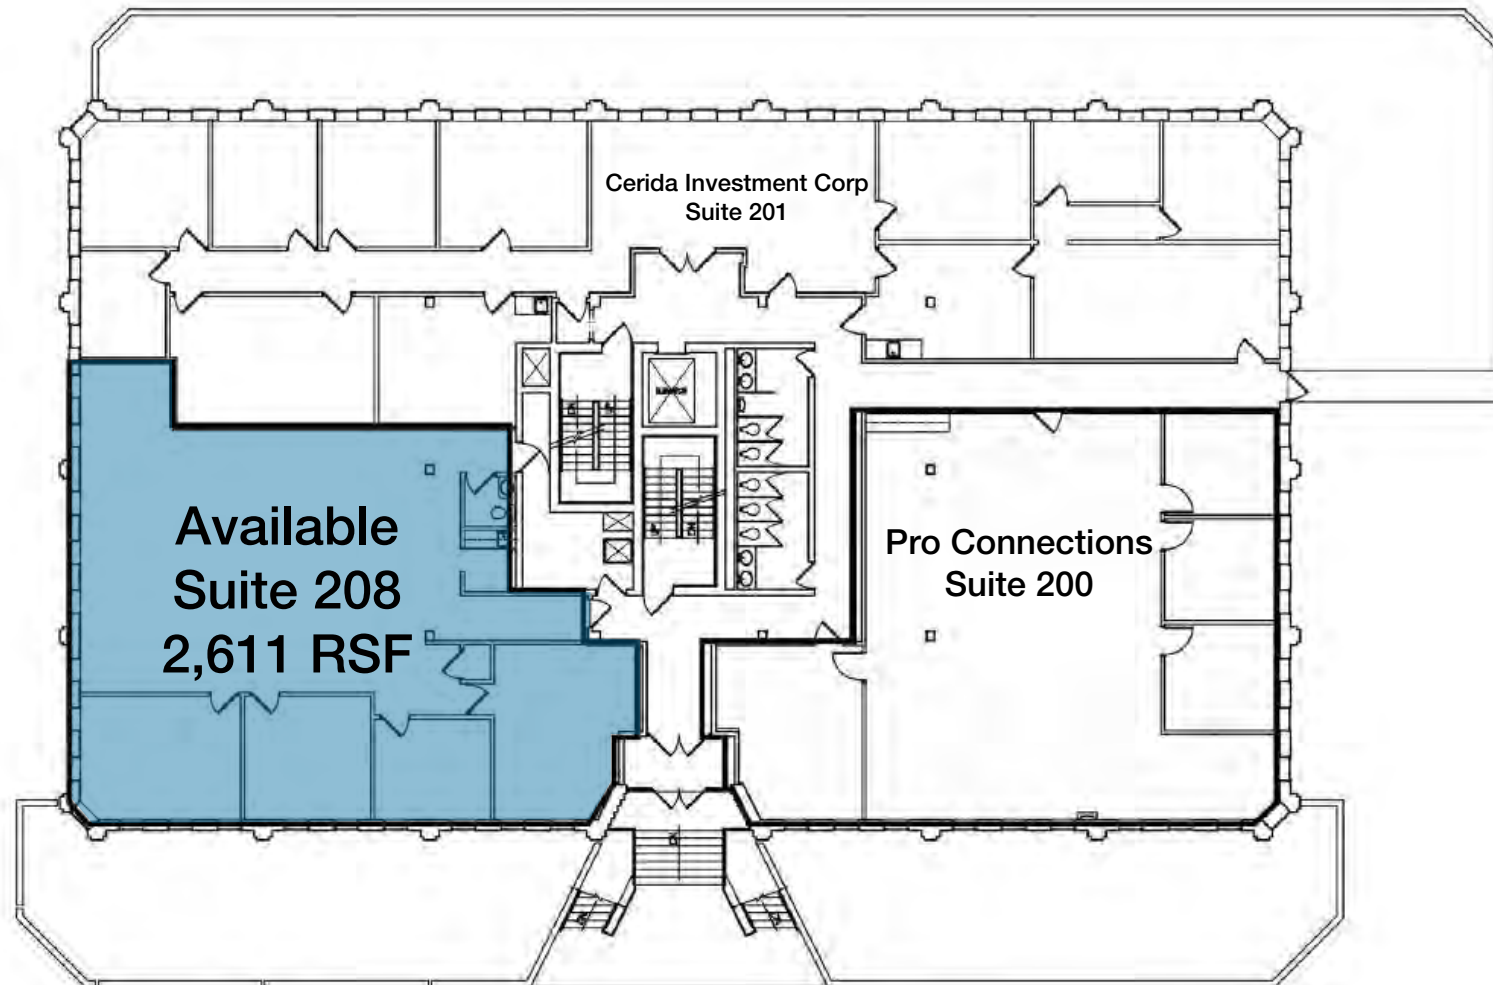 Cerida Investment Corp
Suite 201
Available
Suite 208
2,611 RSF
Pro Connections
Suite 200